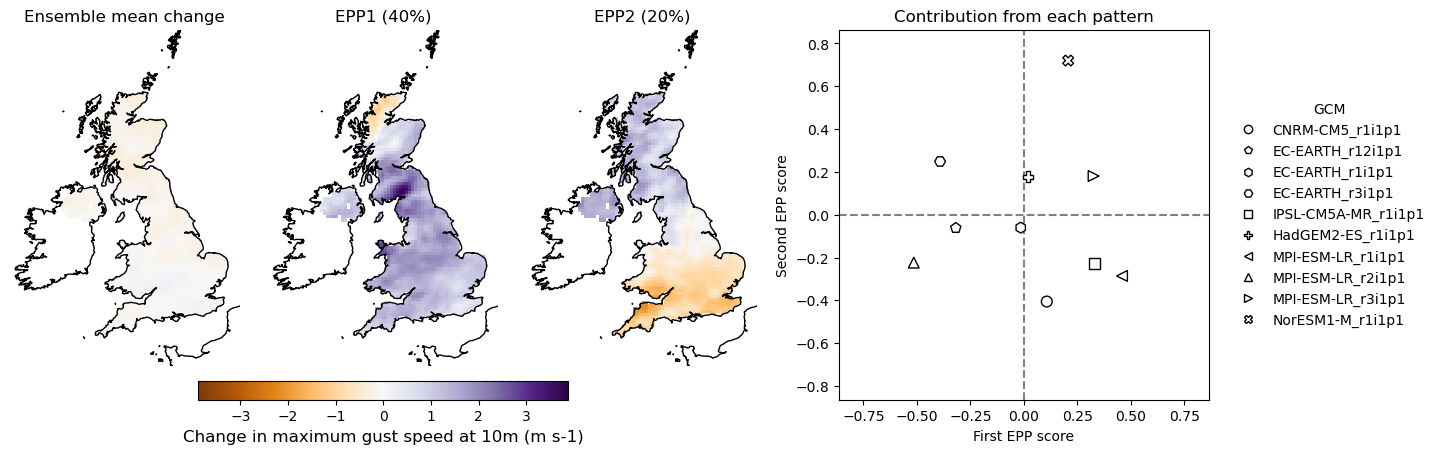 Ensemble mean change
EPP1 (40%)
EPP2 (20%)
Contribution from each pattern
−3 −2 −1 0 1 2 3
Change in maximum gust speed at 10m (m s-1)
Second EPP score
0.8
0.6
0.4
0.2
0.0
−0.2
−0.4
−0.6
−0.8
−0.75 −0.50 −0.25 0.00 0.25 0.50 0.75
First EPP score
GCM
CNRM-CM5_r1i1p1
EC-EARTH_r12i1p1
EC-EARTH_r1i1p1
EC-EARTH_r3i1p1
IPSL-CM5A-MR_r1i1p1
HadGEM2-ES_r1i1p1
MPI-ESM-LR_r1i1p1
MPI-ESM-LR_r2i1p1
MPI-ESM-LR_r3i1p1
NorESM1-M_r1i1p1